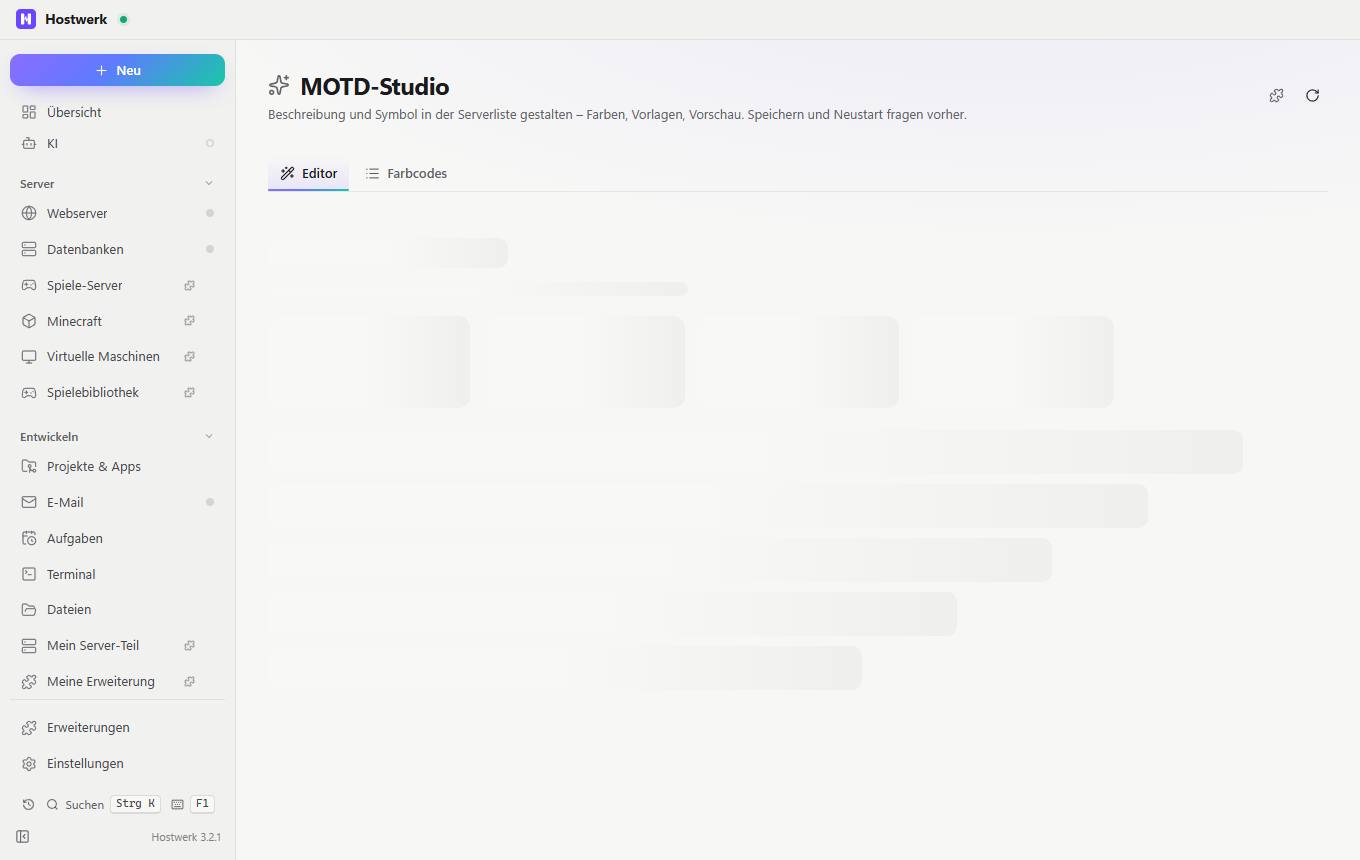 Hostwerk
Neu
Übersicht
KI
Server
Webserver
Datenbanken
Spiele-Server
Minecraft
Virtuelle Maschinen
Spielebibliothek
Entwickeln
Projekte & Apps
E-Mail
Aufgaben
Terminal
Dateien
Mein Server-Teil
Meine Erweiterung
Erweiterungen
Einstellungen
Suchen Strg K F1
Hostwerk 3.2.1
MOTD-Studio
Beschreibung und Symbol in der Serverliste gestalten – Farben, Vorlagen, Vorschau. Speichern und Neustart fragen vorher.
Editor Farbcodes